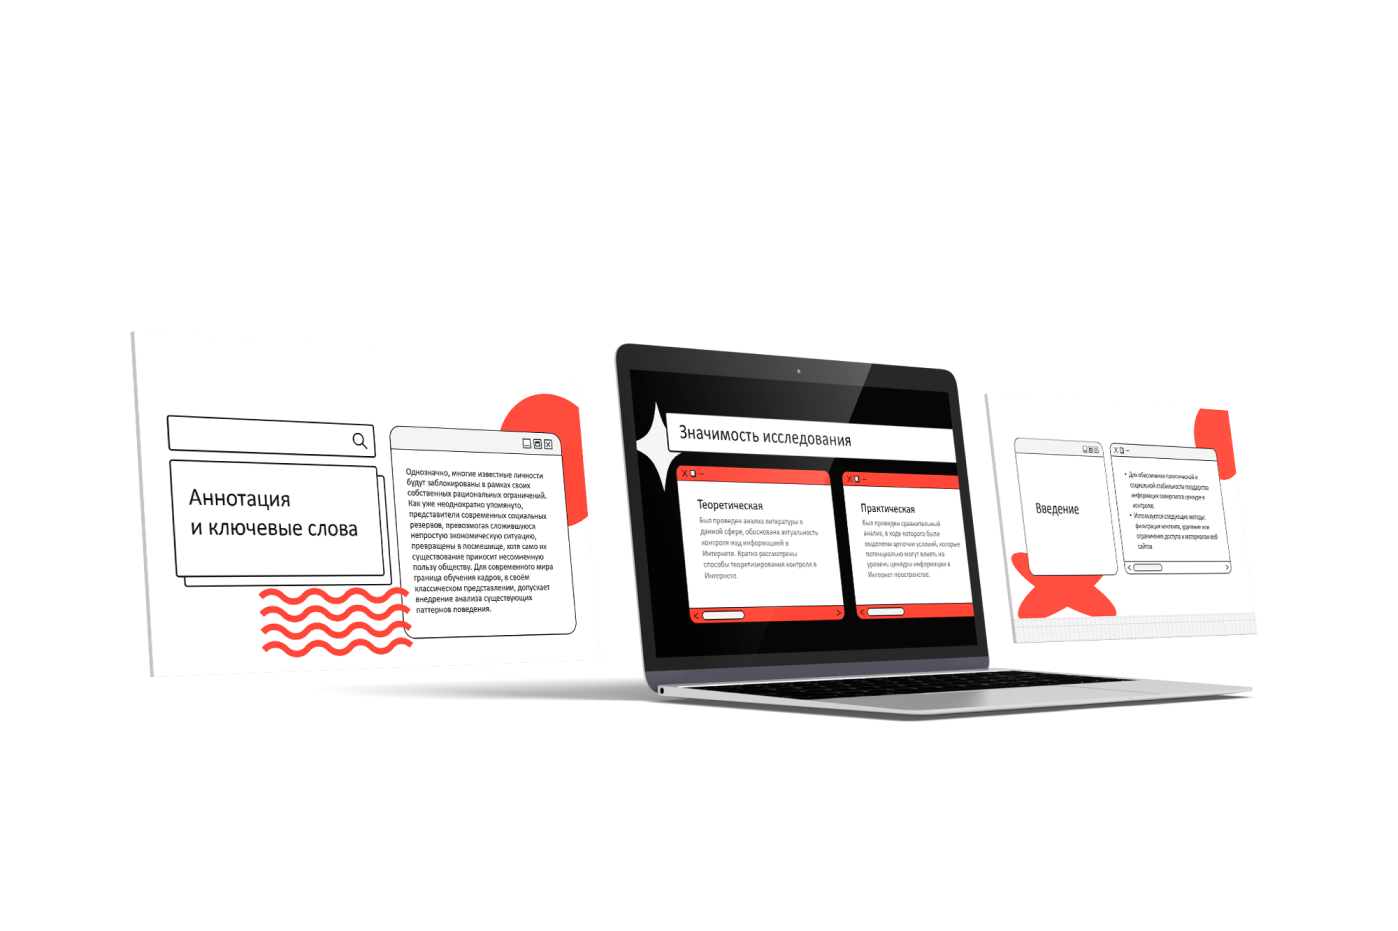 Аннотация
и ключевые слова
Однозначно, многие известные личности
будут заблокированы в рамках своих
собственных рациональных ограничений.
Как уже неоднократно упомянуто,
представители современных социальных
резервов, превозмогая сложившуюся
непростую экономическую ситуацию,
превращены в посмешище, хотя само их
существование приносит несомненную
пользу обществу. Для современного мира
граница обучения кадров, в своём
классическом представлении, допускает
внедрение анализа существующих
паттернов поведения.
Значимость исследования
Теоретическая
Был проведен анализ литературы в
данной сфере, обоснована актуальность
контроля над информацией в
Интернете. Кратко рассмотрены
способы теоретизирования контроля в
Интернете.
Практическая
Был проведен сравнительный
анализ, в ходе которого были
выделены цепочки условий, которые
потенциально могут влиять на
уровень цензуры информации в
Интернет пространстве.
Введение
• Для обеспечения политической и
социальной стабильности государства
информация повергается цензуре и
контролю.
• Используются следующие методы:
фильтрация контента, удаление или
ограничения доступа к материалам веб
сайтов